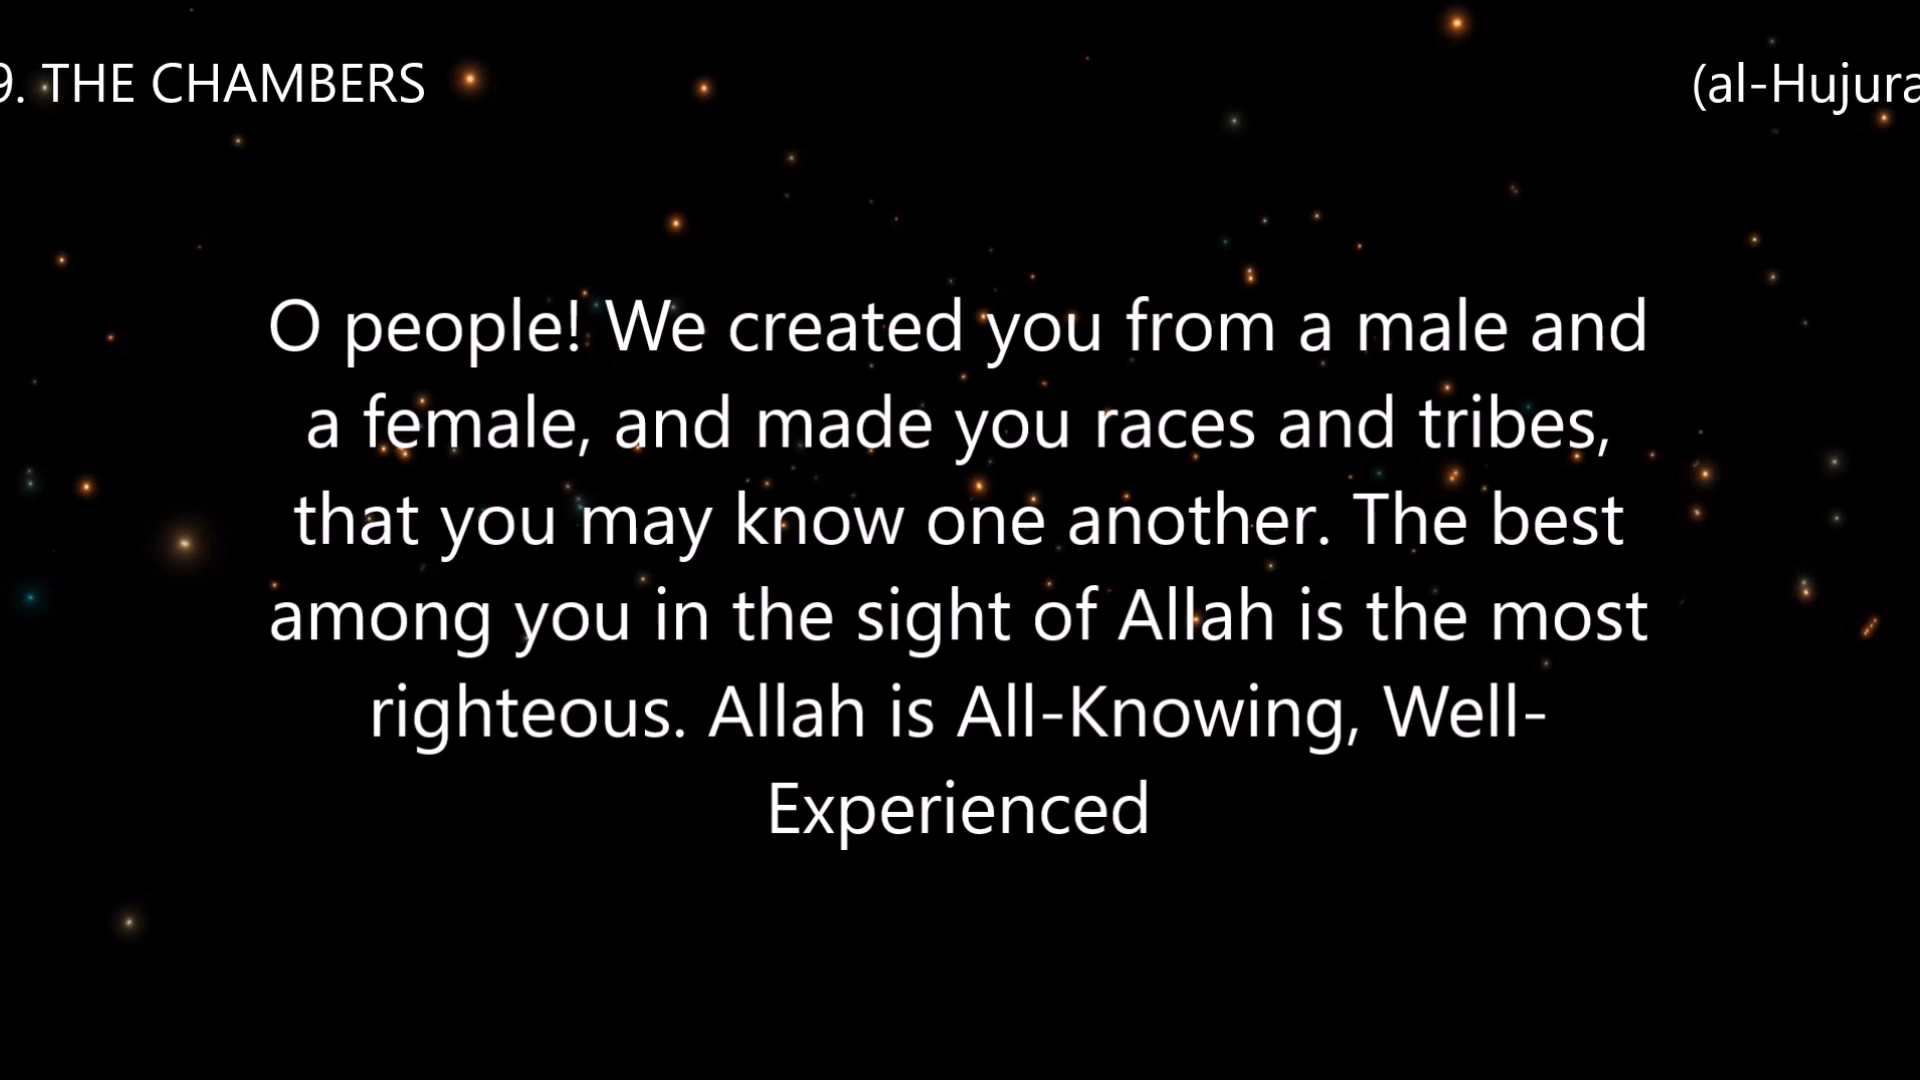 9. THE CHAMBERS
(al-Hujura
O people! We created you from a male and
a female, and made you races and tribes,
that you may know one another. The best
among you in the sight of Allah is the most
righteous. Allah is All-Knowing, Well-
Experienced